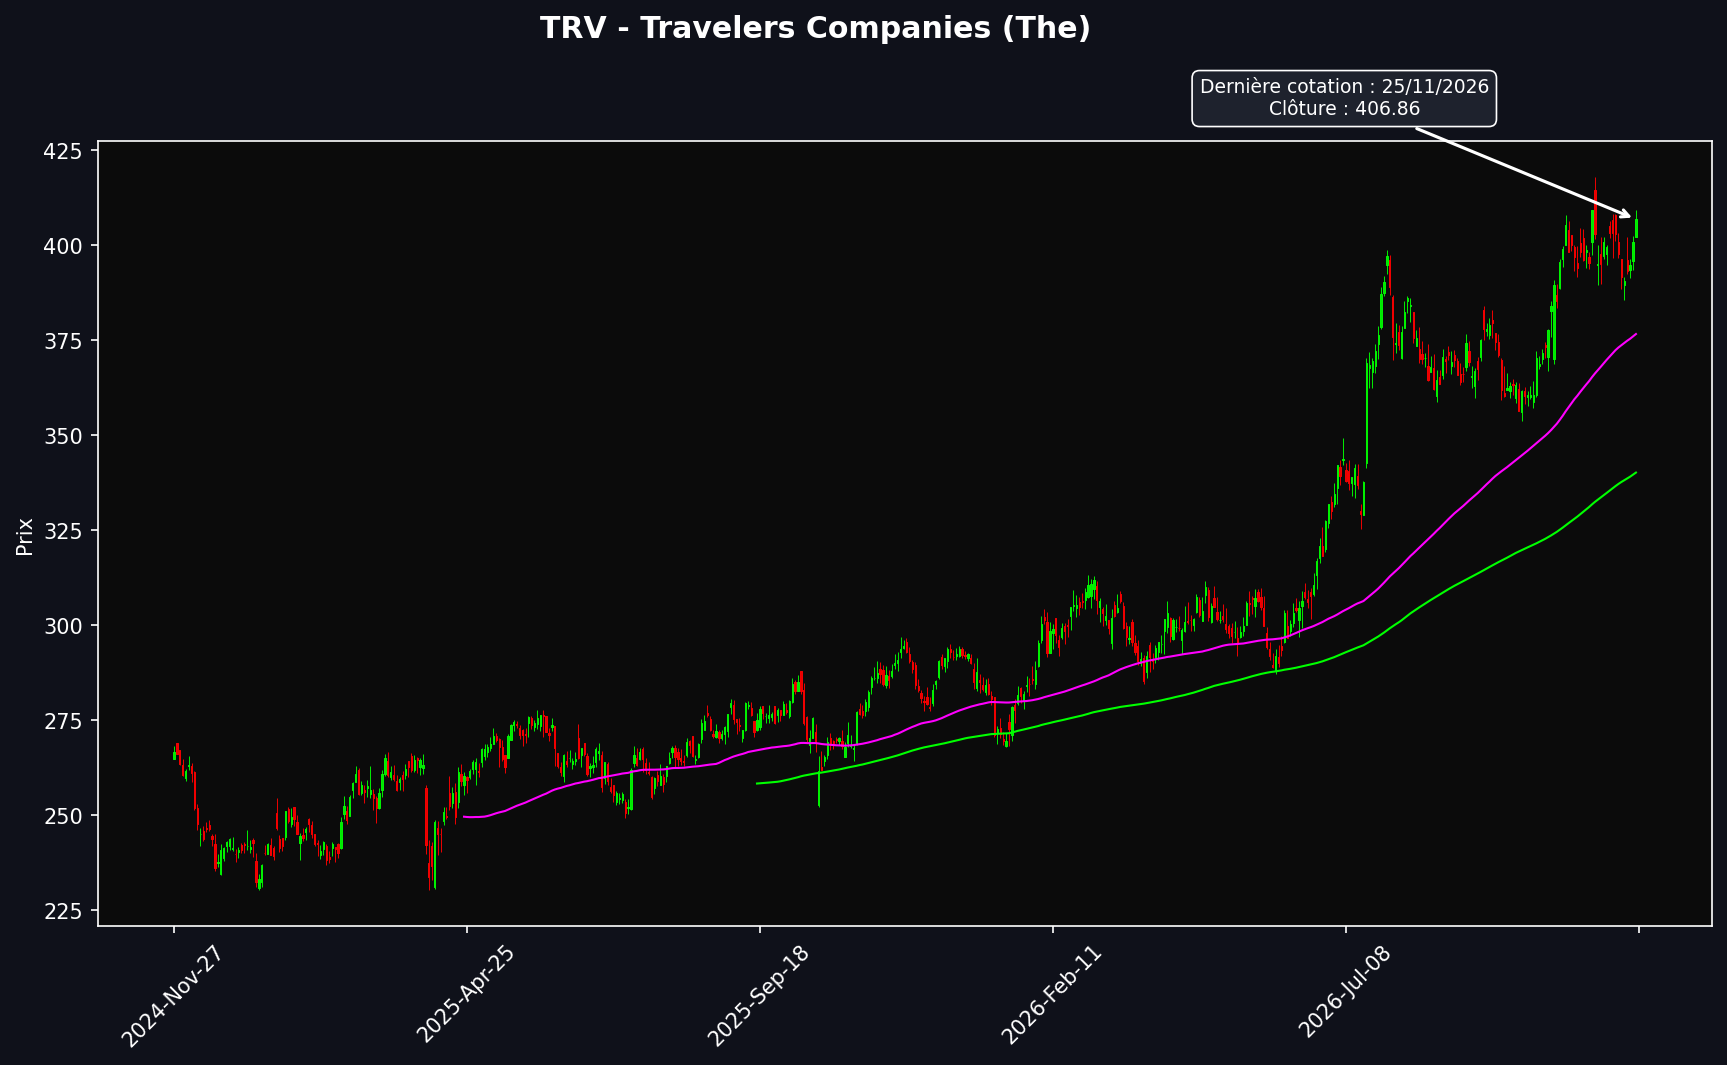 TRV - Travelers Companies (The)
Dernière cotation : 25/11/2026
Clôture : 406.86
425
400
375
350
325
300
275
250
225
Prix
2024-Nov-27
2025-Apr-25
2025-Sep-18
2026-Feb-11
2026-Jul-08